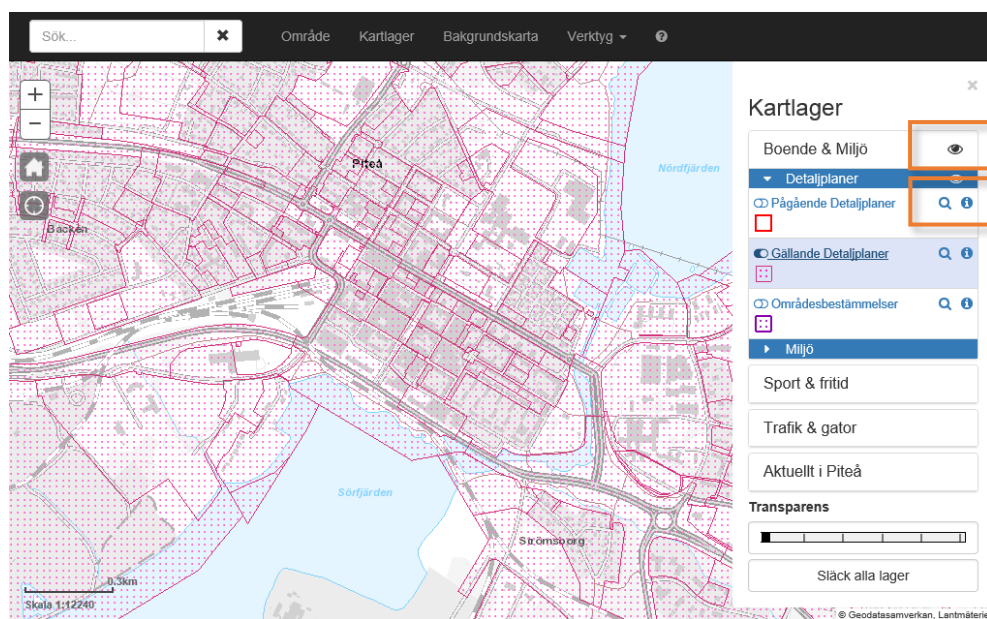 Sök...
Område Kartlager Bakgrundskarta Verktyg
Kartlager
Boende & Miljö
Detaljplaner
Pågående Detaljplaner
Gällande Detaljplaner
Områdesbestämmelser
Miljö
Sport & fritid
Trafik & gator
Aktuellt i Piteå
Transparens
Släck alla lager
Piteå
Nördfjärden
Backen
Sörfjärden
Strömsborg
0.3km
Skala 1:12240
© Geodatasamverkan, Lantmäterie